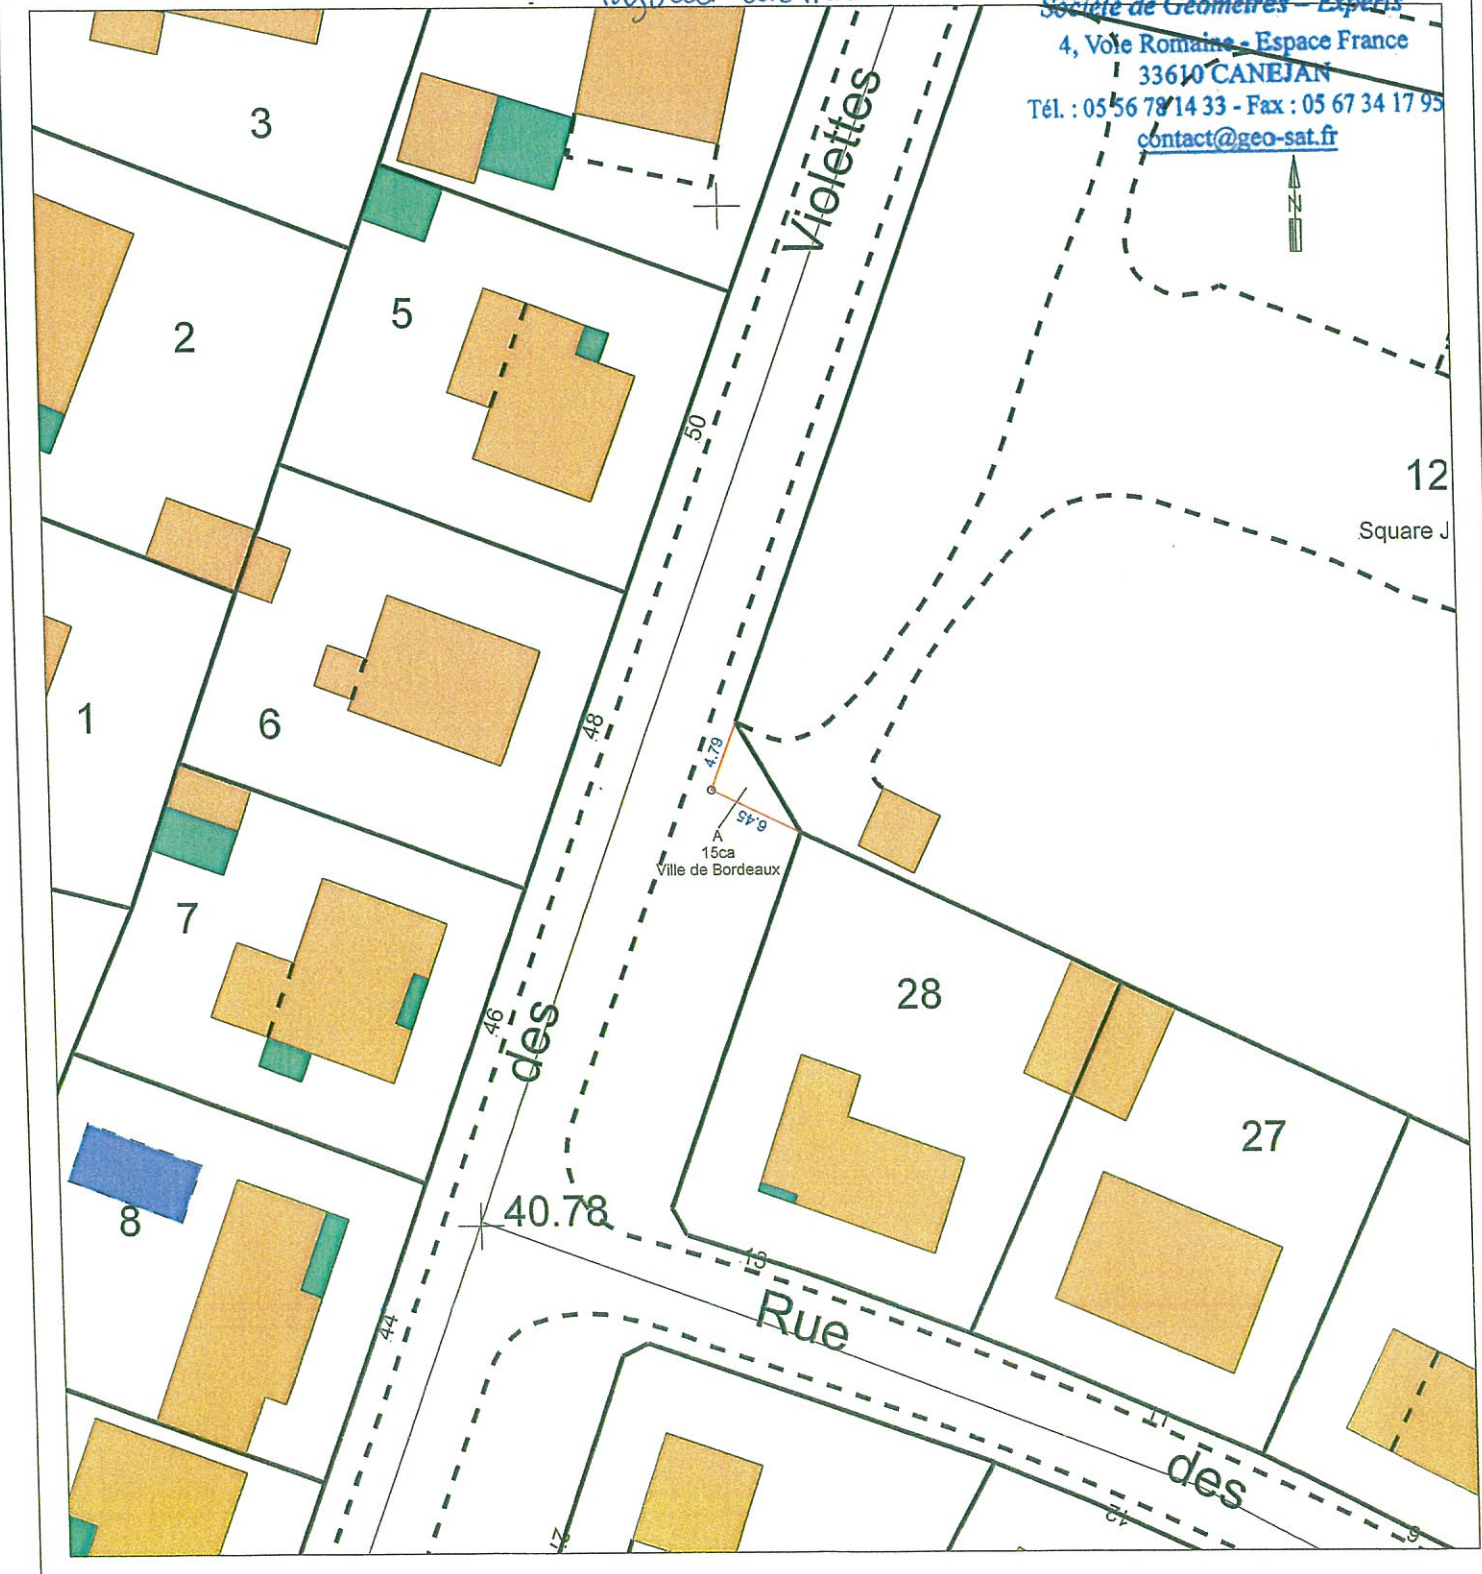 Société de Géomètres – Experts
4, Voie Romaine - Espace France
33610 CANEJAN
Tél. : 05 56 78 14 33 - Fax : 05 67 34 17 95
contact@geo-sat.fr
N
Violettes
3
2
5
50
12
Square J
1
6
48
4.79
6.45
A
15ca
Ville de Bordeaux
7
46
des
28
27
8
40.78
13
44
Rue
11
des
12
21
9